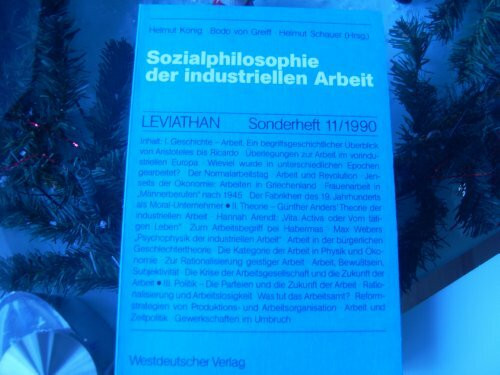 Helmut König · Bodo von Greiff · Helmut Schauer (Hrsg.)
Sozialphilosophie
der industriellen Arbeit
LEVIATHAN Sonderheft 11/1990
Inhalt: I. Geschichte – Arbeit. Ein begriffsgeschichtlicher Überblick
von Aristoteles bis Ricardo · Überlegungen zur Arbeit im vorindu-
striellen Europa · Wieviel wurde in unterschiedlichen Epochen
gearbeitet? · Der Normalarbeitstag · Arbeit und Revolution · Jen-
seits der Ökonomie: Arbeiten in Griechenland · Frauenarbeit in
„Männerberufen“ nach 1945 · Der Fabrikherr des 19. Jahrhunderts
als Moral-Unternehmer • II. Theorie – Günther Anders' Theorie der
industriellen Arbeit · Hannah Arendt: „Vita Activa oder Vom täti-
gen Leben“ · Zum Arbeitsbegriff bei Habermas · Max Webers
„Psychophysik der industriellen Arbeit“ · Arbeit in der bürgerlichen
Geschlechtertheorie · Die Kategorie der Arbeit in Physik und Öko-
nomie · Zur Rationalisierung geistiger Arbeit · Arbeit, Bewußtsein,
Subjektivität · Die Krise der Arbeitsgesellschaft und die Zukunft der
Arbeit • III. Politik – Die Parteien und die Zukunft der Arbeit · Ratio-
nalisierung und Arbeitslosigkeit · Was tut das Arbeitsamt? · Reform-
strategien von Produktions- und Arbeitsorganisation · Arbeit und
Zeitpolitik · Gewerkschaften im Umbruch
Westdeutscher Verlag